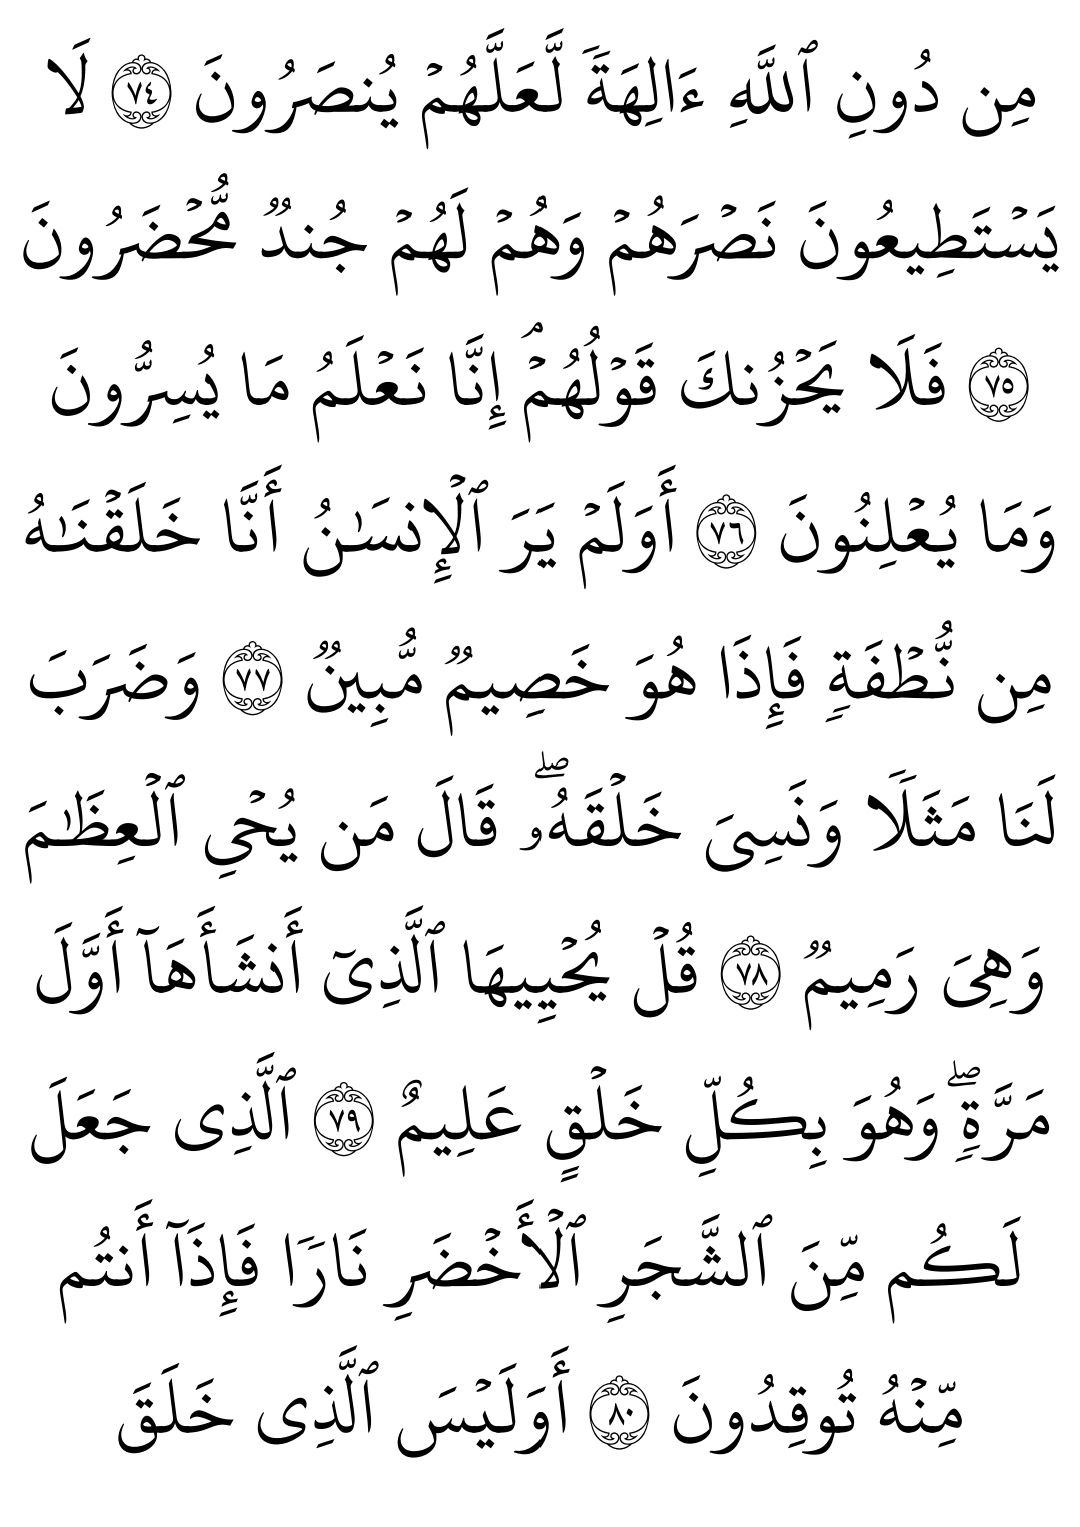 مِن دُونِ ٱللَّهِ ءَالِهَةࣰ لَّعَلَّهُمۡ يُنصَرُونَ ٧٤ لَا
يَسۡتَطِيعُونَ نَصۡرَهُمۡ وَهُمۡ لَهُمۡ جُندࣱ مُّحۡضَرُونَ
٧٥ فَلَا يَحۡزُنكَ قَوۡلُهُمۡۘ إِنَّا نَعۡلَمُ مَا يُسِرُّونَ
وَمَا يُعۡلِنُونَ ٧٦ أَوَلَمۡ يَرَ ٱلۡإِنسَٰنُ أَنَّا خَلَقۡنَٰهُ
مِن نُّطۡفَةࣲ فَإِذَا هُوَ خَصِيمࣱ مُّبِينࣱ ٧٧ وَضَرَبَ
لَنَا مَثَلࣰا وَنَسِىَ خَلۡقَهُۥۖ قَالَ مَن يُحۡىِ ٱلۡعِظَٰمَ
وَهِىَ رَمِيمࣱ ٧٨ قُلۡ يُحۡيِيهَا ٱلَّذِىٓ أَنشَأَهَآ أَوَّلَ
مَرَّةࣲۖ وَهُوَ بِكُلِّ خَلۡقٍ عَلِيمٌ ٧٩ ٱلَّذِى جَعَلَ
لَكُم مِّنَ ٱلشَّجَرِ ٱلۡأَخۡضَرِ نَارࣰا فَإِذَآ أَنتُم
مِّنۡهُ تُوقِدُونَ ٨٠ أَوَلَيۡسَ ٱلَّذِى خَلَقَ